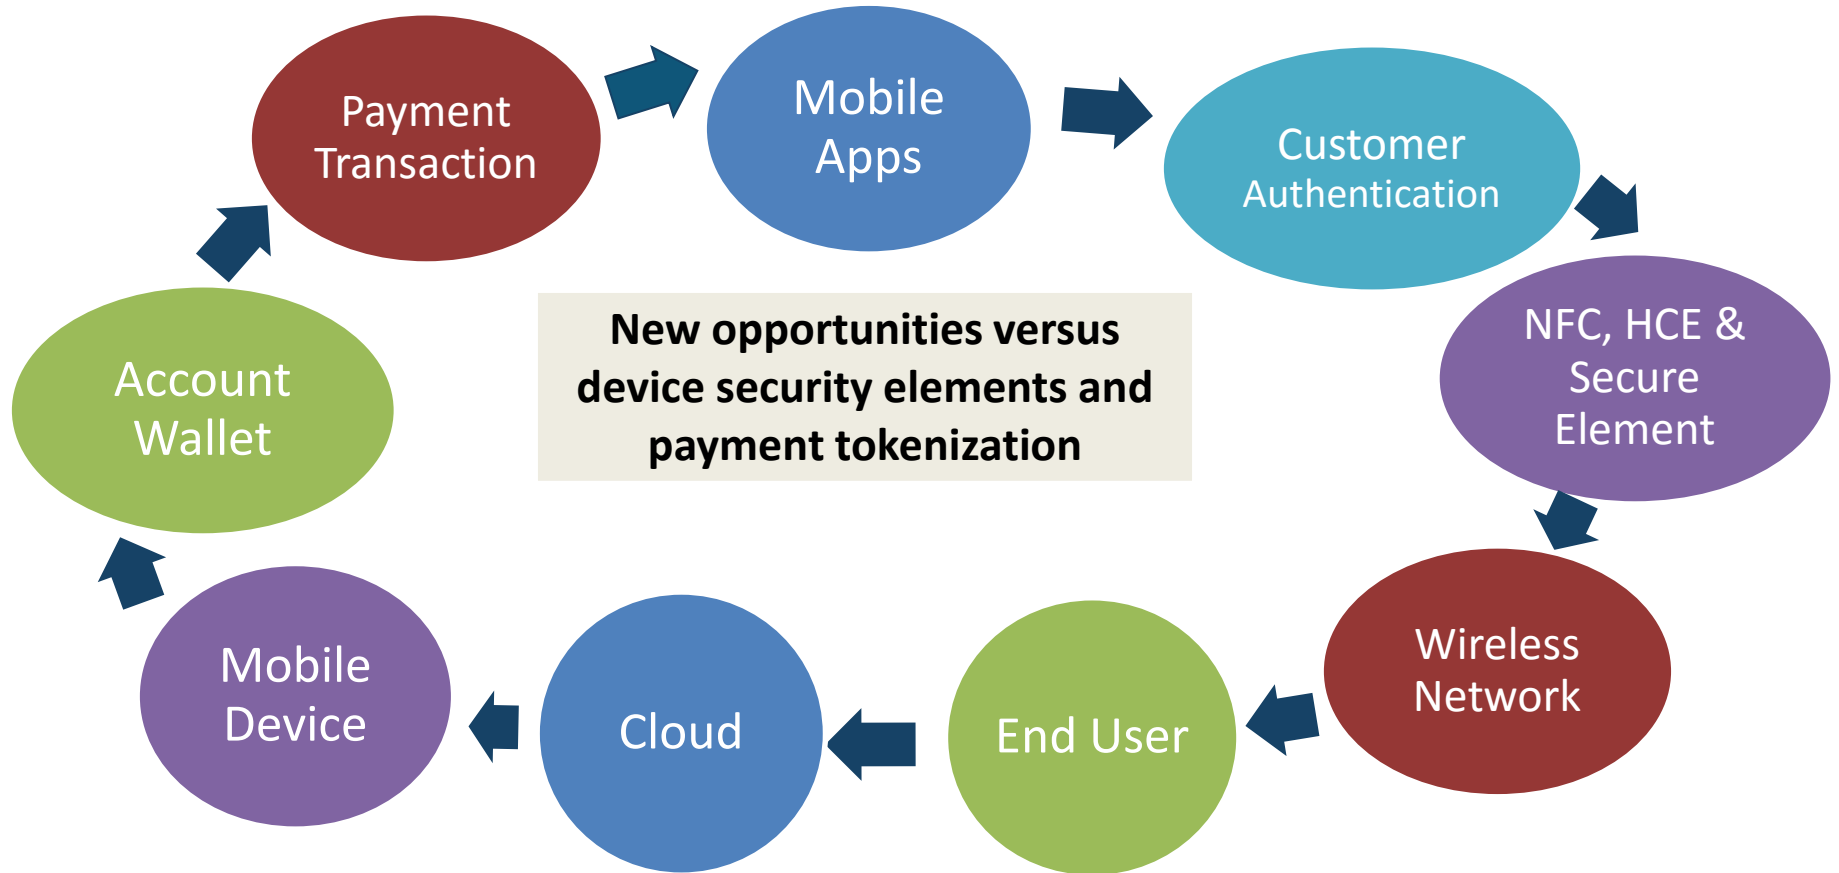 Payment
Transaction
Mobile
Apps
Customer
Authentication
NFC, HCE &
Secure
Element
Wireless
Network
End User
Cloud
Mobile
Device
Account
Wallet
New opportunities versus
device security elements and
payment tokenization